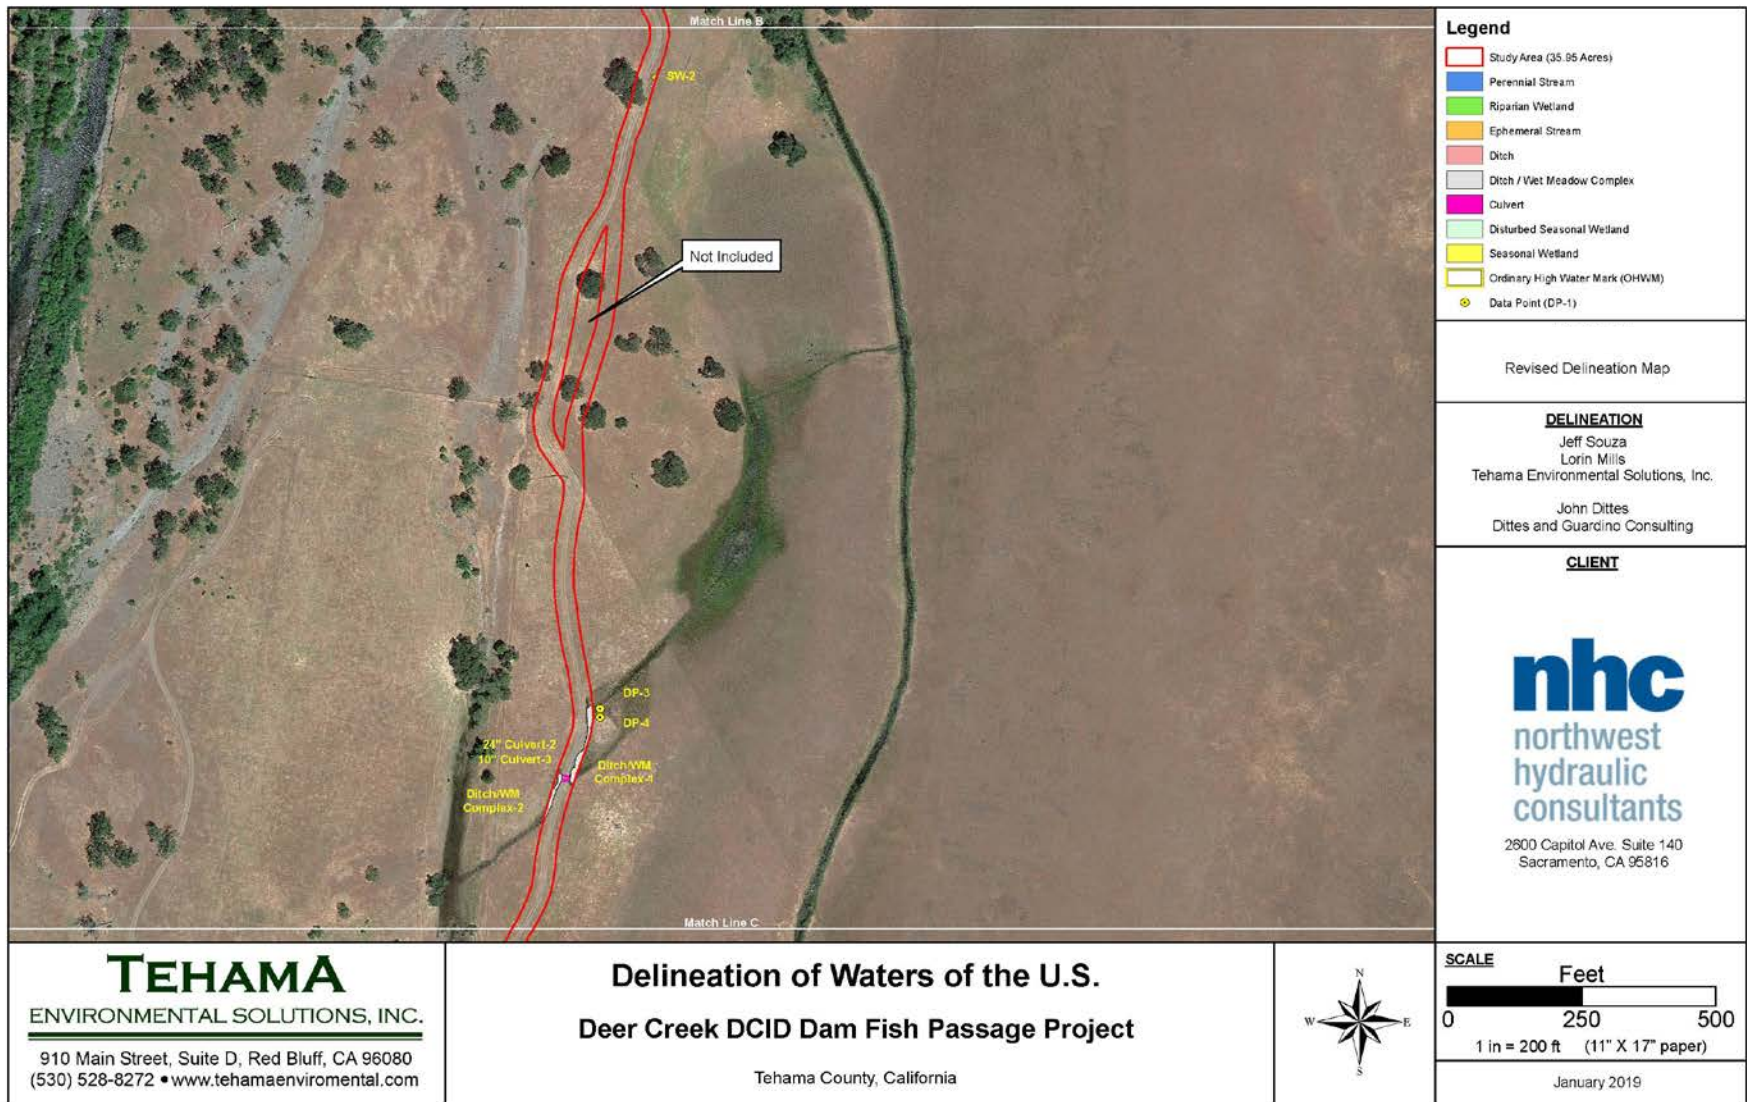 Match Line B
SW-2
Not Included
DP-3
DP-4
24" Culvert-2
10" Culvert-3
Ditch/WM
Complex-1
Ditch/WM
Complex-2
Match Line C
Legend
Study Area (35.95 Acres)
Perennial Stream
Riparian Wetland
Ephemeral Stream
Ditch
Ditch / Wet Meadow Complex
Culvert
Disturbed Seasonal Wetland
Seasonal Wetland
Ordinary High Water Mark (OHWM)
Data Point (DP-1)
Revised Delineation Map
DELINEATION
Jeff Souza
Lorin Mills
Tehama Environmental Solutions, Inc.
John Dittes
Dittes and Guardino Consulting
CLIENT
nhc
northwest
hydraulic
consultants
2600 Capitol Ave. Suite 140
Sacramento, CA 95816
TEHAMA
ENVIRONMENTAL SOLUTIONS, INC.
910 Main Street, Suite D, Red Bluff, CA 96080
(530) 528-8272 • www.tehamaenviromental.com
Delineation of Waters of the U.S.
Deer Creek DCID Dam Fish Passage Project
Tehama County, California
N
W E
S
SCALE
Feet
0 250 500
1 in = 200 ft (11" X 17" paper)
January 2019